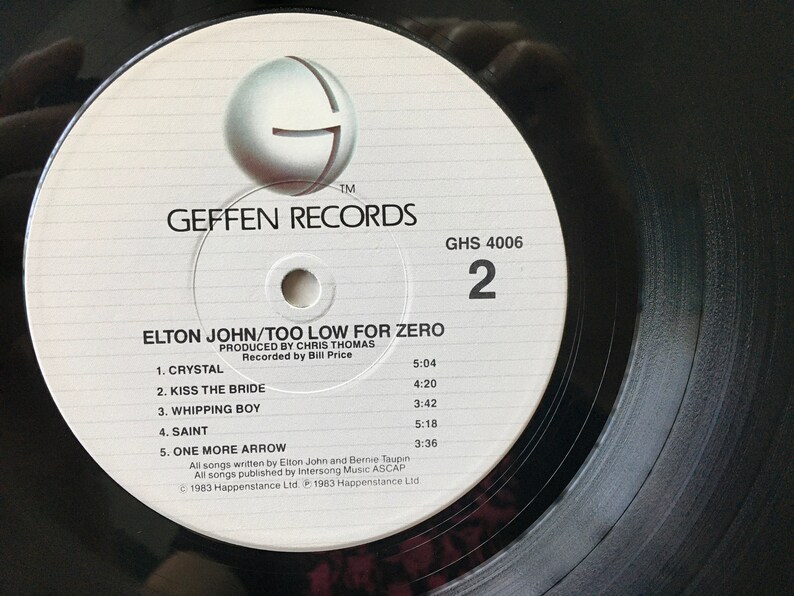 TM
GEFFEN RECORDS
GHS 4006
2
ELTON JOHN/TOO LOW FOR ZERO
PRODUCED BY CHRIS THOMAS
Recorded by Bill Price
1. CRYSTAL 5:04
2. KISS THE BRIDE 4:20
3. WHIPPING BOY 3:42
4. SAINT 5:18
5. ONE MORE ARROW 3:36
All songs written by Elton John and Bernie Taupin
All songs published by Intersong Music ASCAP
© 1983 Happenstance Ltd. ℗ 1983 Happenstance Ltd.